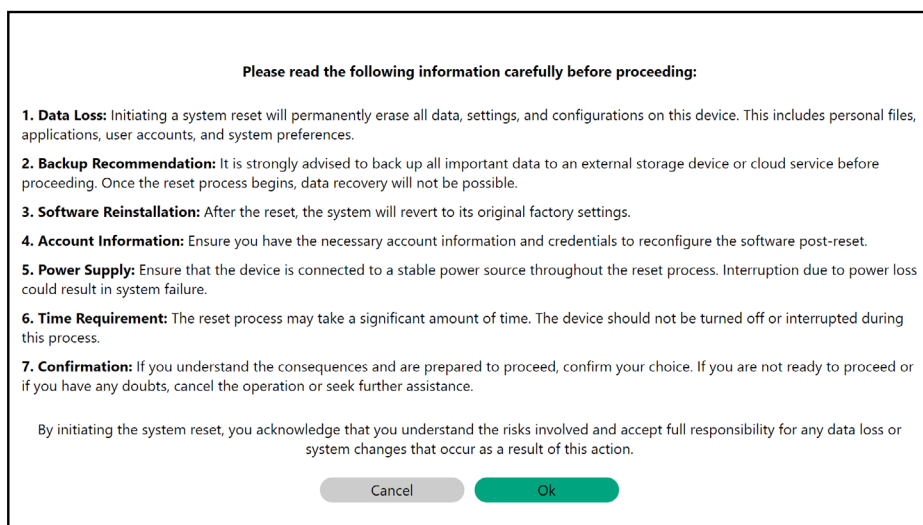 Please read the following information carefully before proceeding:
1. Data Loss: Initiating a system reset will permanently erase all data, settings, and configurations on this device. This includes personal files,
applications, user accounts, and system preferences.
2. Backup Recommendation: It is strongly advised to back up all important data to an external storage device or cloud service before
proceeding. Once the reset process begins, data recovery will not be possible.
3. Software Reinstallation: After the reset, the system will revert to its original factory settings.
4. Account Information: Ensure you have the necessary account information and credentials to reconfigure the software post-reset.
5. Power Supply: Ensure that the device is connected to a stable power source throughout the reset process. Interruption due to power loss
could result in system failure.
6. Time Requirement: The reset process may take a significant amount of time. The device should not be turned off or interrupted during
this process.
7. Confirmation: If you understand the consequences and are prepared to proceed, confirm your choice. If you are not ready to proceed or
if you have any doubts, cancel the operation or seek further assistance.
By initiating the system reset, you acknowledge that you understand the risks involved and accept full responsibility for any data loss or
system changes that occur as a result of this action.
Cancel Ok